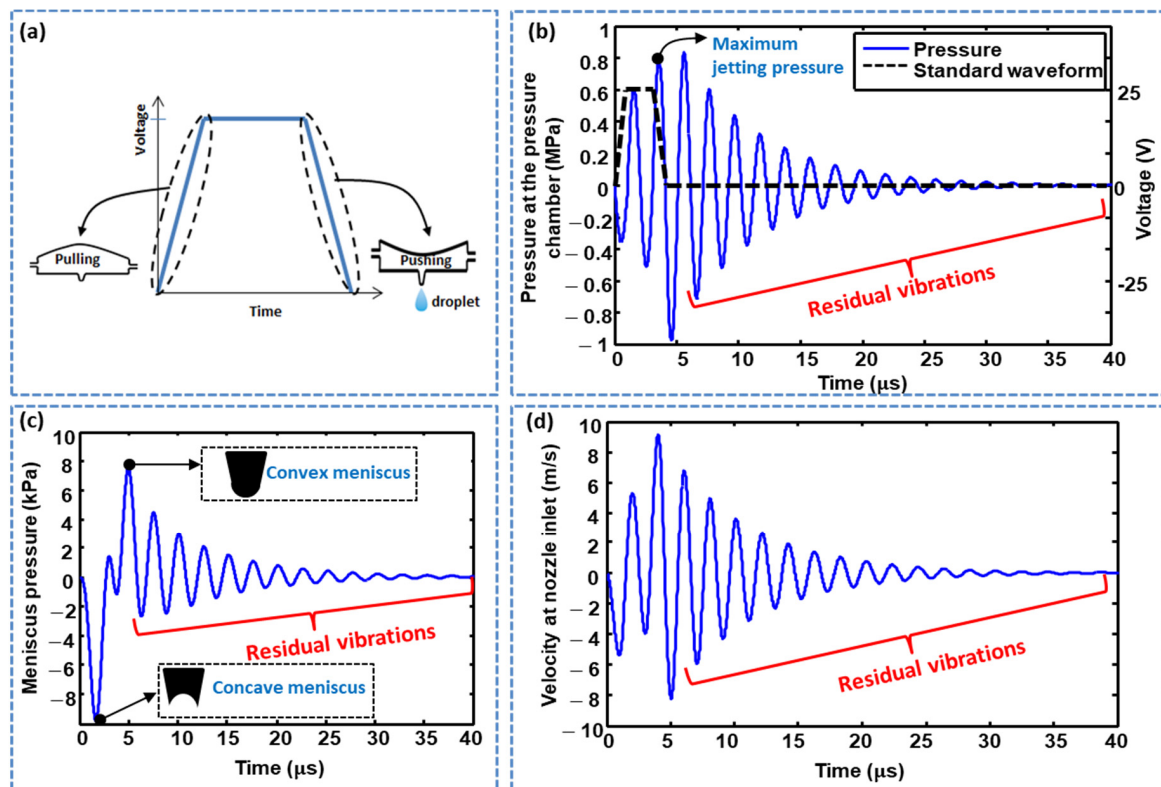 (a)
Voltage
Pulling
Pushing
droplet
Time
(b)
Maximum
jetting pressure
Pressure
Standard waveform
Pressure at the pressure
chamber (MPa)
1
0.8
0.6
0.4
0.2
0
−0.2
−0.4
−0.6
−0.8
−1
25
0
-25
Voltage (V)
Residual vibrations
0 5 10 15 20 25 30 35 40
Time (μs)
(c)
Meniscus pressure (kPa)
10
8
6
4
2
0
−2
−4
−6
−8
Convex meniscus
Residual vibrations
Concave meniscus
0 5 10 15 20 25 30 35 40
Time (μs)
(d)
Velocity at nozzle inlet (m/s)
10
8
6
4
2
0
−2
−4
−6
−8
−10
Residual vibrations
0 5 10 15 20 25 30 35 40
Time (μs)